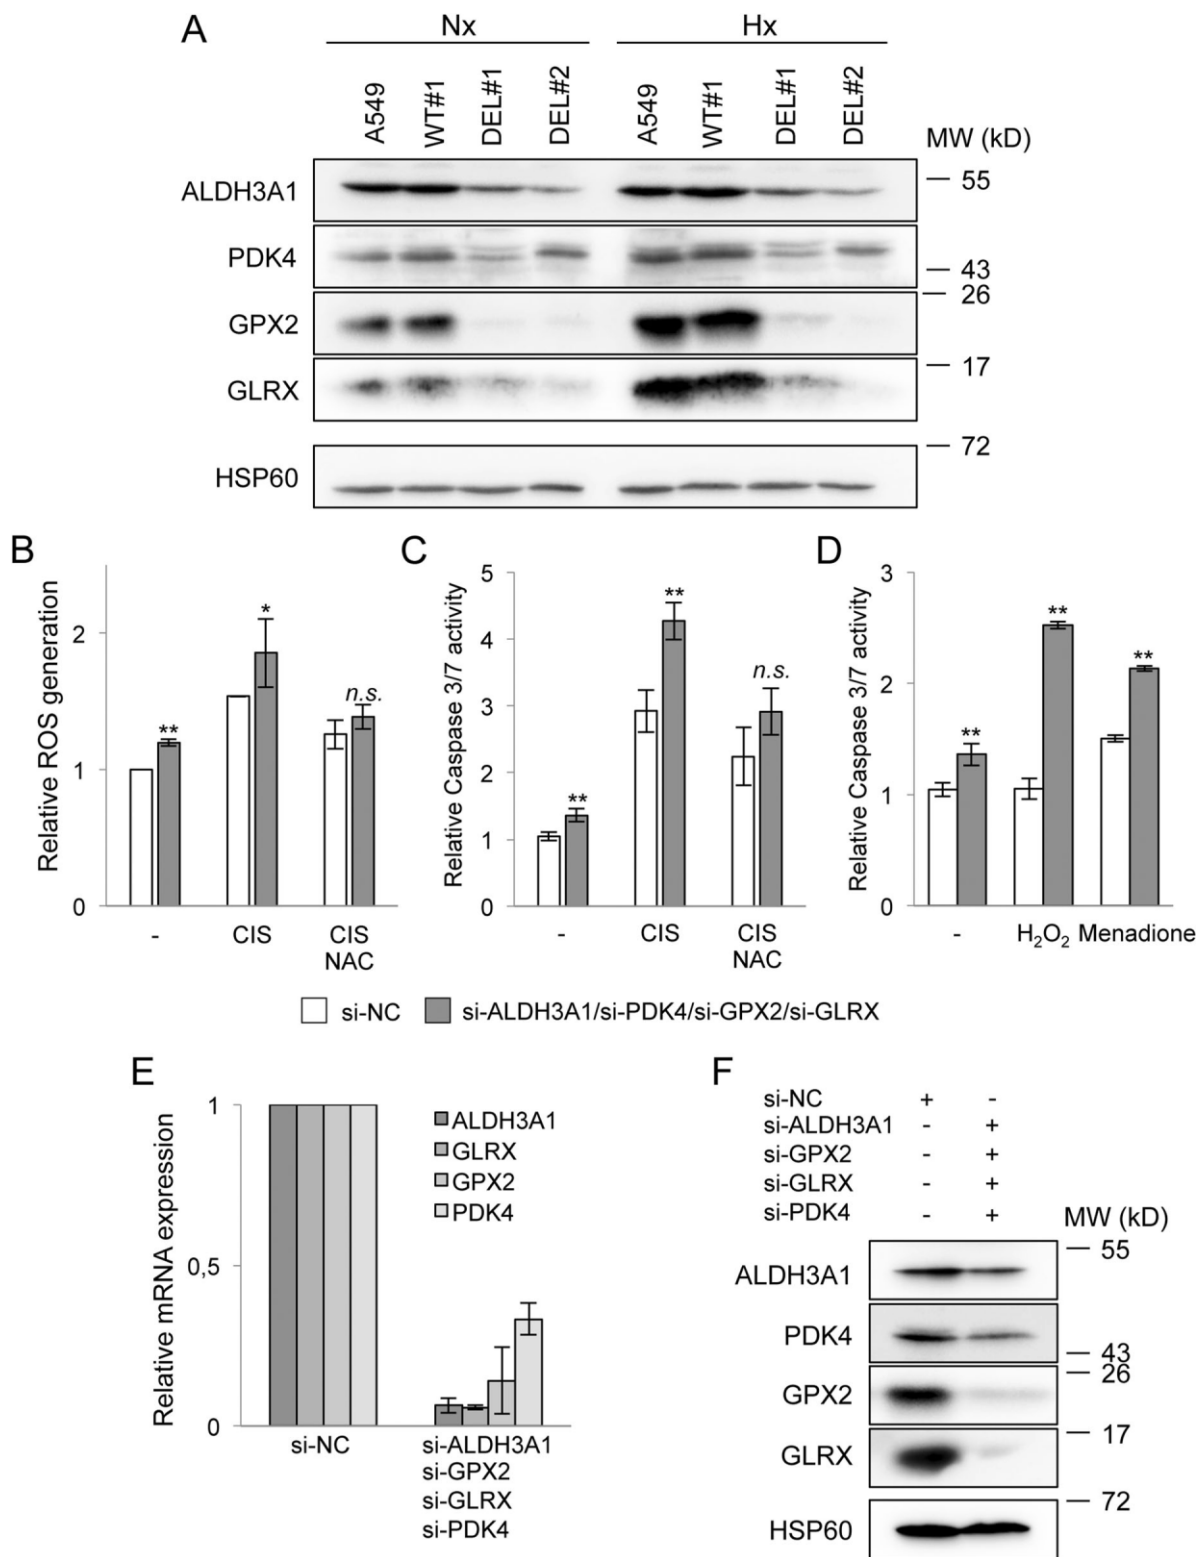 A
Nx Hx
A549 WT#1 DEL#1 DEL#2 A549 WT#1 DEL#1 DEL#2
MW (kD)
ALDH3A1 55
PDK4 43
GPX2 26
GLRX 17
HSP60 72
B
Relative ROS generation
2
1
0
** * n.s.
- CIS CIS
NAC
C
Relative Caspase 3/7 activity
5
4
3
2
1
0
** ** n.s.
- CIS CIS
NAC
D
Relative Caspase 3/7 activity
3
2
1
0
** ** **
- H₂O₂ Menadione
si-NC si-ALDH3A1/si-PDK4/si-GPX2/si-GLRX
E
Relative mRNA expression
1
0,5
0
ALDH3A1
GLRX
GPX2
PDK4
si-NC si-ALDH3A1
si-GPX2
si-GLRX
si-PDK4
F
si-NC + -
si-ALDH3A1 - +
si-GPX2 - +
si-GLRX - +
si-PDK4 - +
MW (kD)
ALDH3A1 55
PDK4 43
GPX2 26
GLRX 17
HSP60 72